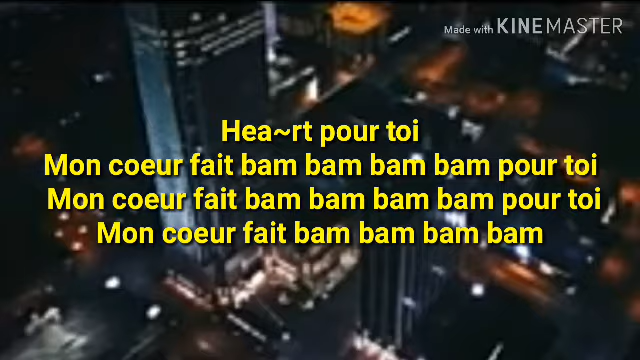 Made with KINEMASTER
Hea~rt pour toi
Mon coeur fait bam bam bam bam pour toi
Mon coeur fait bam bam bam bam pour toi
Mon coeur fait bam bam bam bam